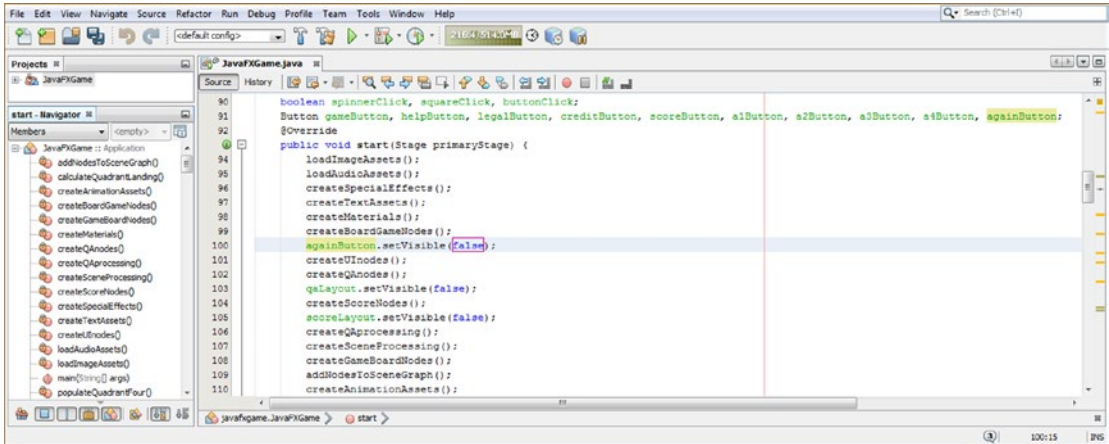 File Edit View Navigate Source Refactor Run Debug Profile Team Tools Window Help
Search (Ctrl+I)
<default config>
216.4/514.0MB
Projects
JavaFXGame
JavaFXGame.java
Source History
start - Navigator
Members
<empty>
JavaFXGame :: Application
addNodesToSceneGraph()
calculateQuadrantLanding()
createAnimationAssets()
createBoardGameNodes()
createGameBoardNodes()
createMaterials()
createQAnodes()
createQAprocessing()
createSceneProcessing()
createScoreNodes()
createSpecialEffects()
createTextAssets()
createUInodes()
loadAudioAssets()
loadImageAssets()
main(String[] args)
populateQuadrantFour()
90 boolean spinnerClick, squareClick, buttonClick;
91 Button gameButton, helpButton, legalButton, creditButton, scoreButton, a1Button, a2Button, a3Button, a4Button, againButton;
92 @Override
public void start(Stage primaryStage) {
94 loadImageAssets();
95 loadAudioAssets();
96 createSpecialEffects();
97 createTextAssets();
98 createMaterials();
99 createBoardGameNodes();
100 againButton.setVisible(false);
101 createUInodes();
102 createQAnodes();
103 qaLayout.setVisible(false);
104 createScoreNodes();
105 scoreLayout.setVisible(false);
106 createQAprocessing();
107 createSceneProcessing();
108 createGameBoardNodes();
109 addNodesToSceneGraph();
110 createAnimationAssets();
javafxgame.JavaFXGame
start
100:15
INS